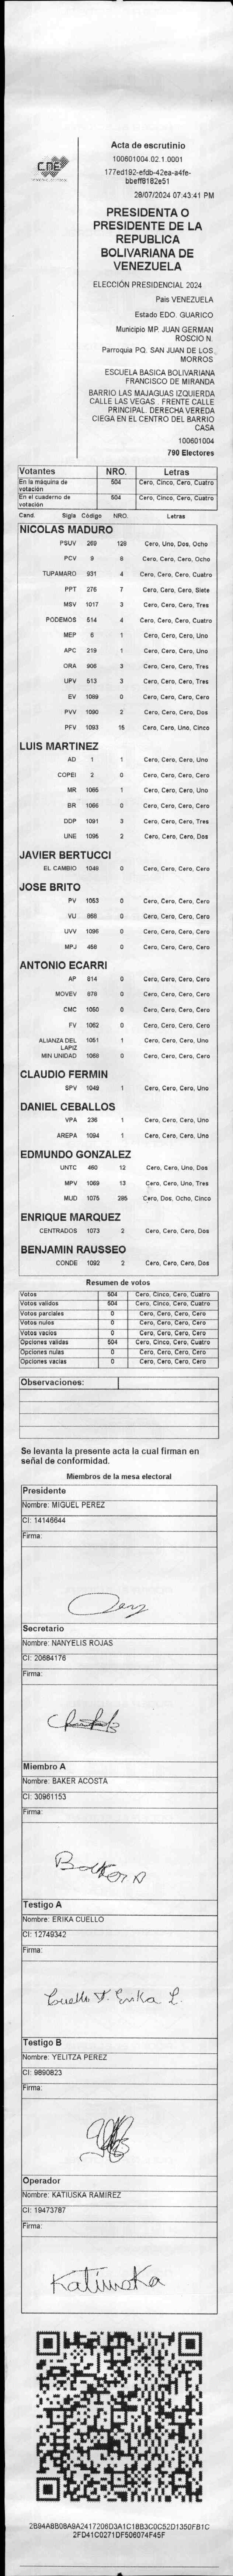 CNE
Acta de escrutinio
100601004.02.1.0001
177ed192-efdb-42ea-a4fe-
bbeff8182e51
28/07/2024 07:43:41 PM
PRESIDENTA O
PRESIDENTE DE LA
REPUBLICA
BOLIVARIANA DE
VENEZUELA
ELECCIÓN PRESIDENCIAL 2024
País VENEZUELA
Estado EDO. GUARICO
Municipio MP. JUAN GERMAN
ROSCIO N.
Parroquia PQ. SAN JUAN DE LOS
MORROS
ESCUELA BASICA BOLIVARIANA
FRANCISCO DE MIRANDA
BARRIO LAS MAJAGUAS IZQUIERDA
CALLE LAS VEGAS . FRENTE CALLE
PRINCIPAL. DERECHA VEREDA
CIEGA EN EL CENTRO DEL BARRIO
CASA
100601004
790 Electores
Votantes NRO. Letras
En la máquina de votación 504 Cero, Cinco, Cero, Cuatro
En el cuaderno de votación 504 Cero, Cinco, Cero, Cuatro
Cand. Sigla Código NRO. Letras
NICOLAS MADURO
PSUV 269 128 Cero, Uno, Dos, Ocho
PCV 9 8 Cero, Cero, Cero, Ocho
TUPAMARO 931 4 Cero, Cero, Cero, Cuatro
PPT 276 7 Cero, Cero, Cero, Siete
MSV 1017 3 Cero, Cero, Cero, Tres
PODEMOS 514 4 Cero, Cero, Cero, Cuatro
MEP 6 1 Cero, Cero, Cero, Uno
APC 219 1 Cero, Cero, Cero, Uno
ORA 906 3 Cero, Cero, Cero, Tres
UPV 513 3 Cero, Cero, Cero, Tres
EV 1089 0 Cero, Cero, Cero, Cero
PVV 1090 2 Cero, Cero, Cero, Dos
PFV 1093 15 Cero, Cero, Uno, Cinco
LUIS MARTINEZ
AD 1 1 Cero, Cero, Cero, Uno
COPEI 2 0 Cero, Cero, Cero, Cero
MR 1065 1 Cero, Cero, Cero, Uno
BR 1066 0 Cero, Cero, Cero, Cero
DDP 1091 3 Cero, Cero, Cero, Tres
UNE 1095 2 Cero, Cero, Cero, Dos
JAVIER BERTUCCI
EL CAMBIO 1048 0 Cero, Cero, Cero, Cero
JOSE BRITO
PV 1053 0 Cero, Cero, Cero, Cero
VU 868 0 Cero, Cero, Cero, Cero
UVV 1096 0 Cero, Cero, Cero, Cero
MPJ 458 0 Cero, Cero, Cero, Cero
ANTONIO ECARRI
AP 814 0 Cero, Cero, Cero, Cero
MOVEV 878 0 Cero, Cero, Cero, Cero
CMC 1050 0 Cero, Cero, Cero, Cero
FV 1052 0 Cero, Cero, Cero, Cero
ALIANZA DEL LAPIZ 1051 1 Cero, Cero, Cero, Uno
MIN UNIDAD 1068 0 Cero, Cero, Cero, Cero
CLAUDIO FERMIN
SPV 1049 1 Cero, Cero, Cero, Uno
DANIEL CEBALLOS
VPA 236 1 Cero, Cero, Cero, Uno
AREPA 1094 1 Cero, Cero, Cero, Uno
EDMUNDO GONZALEZ
UNTC 460 12 Cero, Cero, Uno, Dos
MPV 1069 13 Cero, Cero, Uno, Tres
MUD 1075 285 Cero, Dos, Ocho, Cinco
ENRIQUE MARQUEZ
CENTRADOS 1073 2 Cero, Cero, Cero, Dos
BENJAMIN RAUSSEO
CONDE 1092 2 Cero, Cero, Cero, Dos
Resumen de votos
Votos 504 Cero, Cinco, Cero, Cuatro
Votos validos 504 Cero, Cinco, Cero, Cuatro
Votos parciales 0 Cero, Cero, Cero, Cero
Votos nulos 0 Cero, Cero, Cero, Cero
Votos vacíos 0 Cero, Cero, Cero, Cero
Opciones validas 504 Cero, Cinco, Cero, Cuatro
Opciones nulas 0 Cero, Cero, Cero, Cero
Opciones vacias 0 Cero, Cero, Cero, Cero
Observaciones:
Se levanta la presente acta la cual firman en
señal de conformidad.
Miembros de la mesa electoral
Presidente
Nombre: MIGUEL PEREZ
CI: 14146644
Firma:
Secretario
Nombre: NANYELIS ROJAS
CI: 20684176
Firma:
Miembro A
Nombre: BAKER ACOSTA
CI: 30961153
Firma:
Testigo A
Nombre: ERIKA CUELLO
CI: 12749342
Firma:
Cuello F. Erika L.
Testigo B
Nombre: YELITZA PEREZ
CI: 9890823
Firma:
Operador
Nombre: KATIUSKA RAMIREZ
CI: 19473787
Firma:
Katiuska
2B94A8B08A9A2417206D3A1C18B3C0C52D1350FB1C
2FD41C0271DF506074F45F